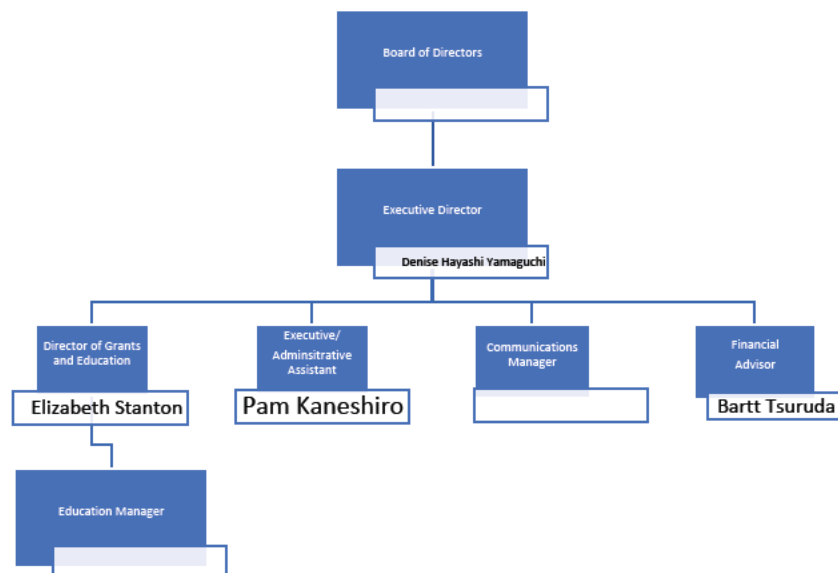 Board of Directors
Executive Director
Denise Hayashi Yamaguchi
Director of Grants
and Education
Elizabeth Stanton
Executive/
Adminsitrative
Assistant
Pam Kaneshiro
Communications
Manager
Financial
Advisor
Bartt Tsuruda
Education Manager